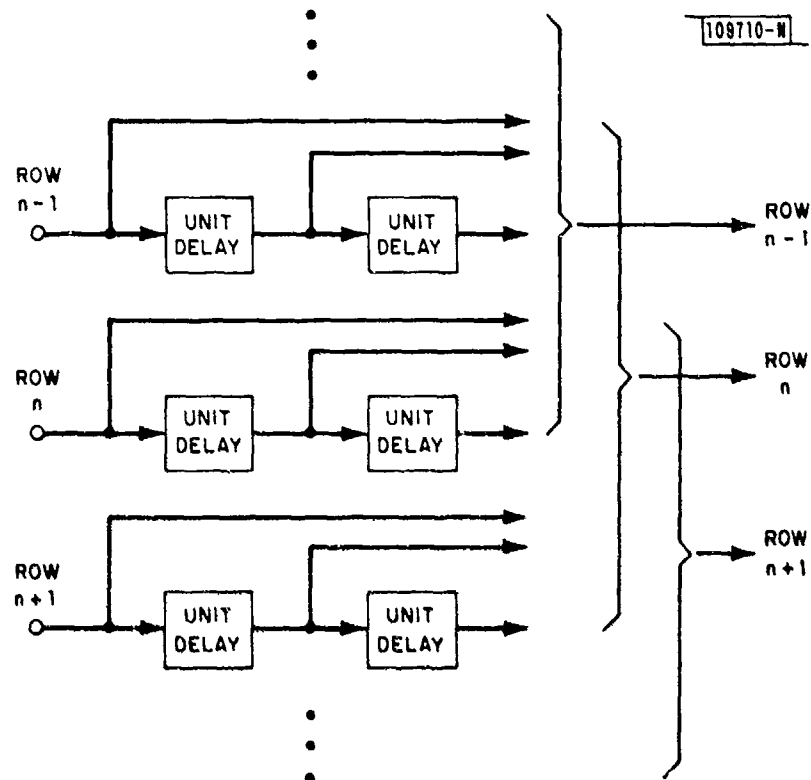 109710-N
ROW
n-1
UNIT
DELAY
UNIT
DELAY
ROW
n-1
ROW
n
UNIT
DELAY
UNIT
DELAY
ROW
n
ROW
n+1
UNIT
DELAY
UNIT
DELAY
ROW
n+1